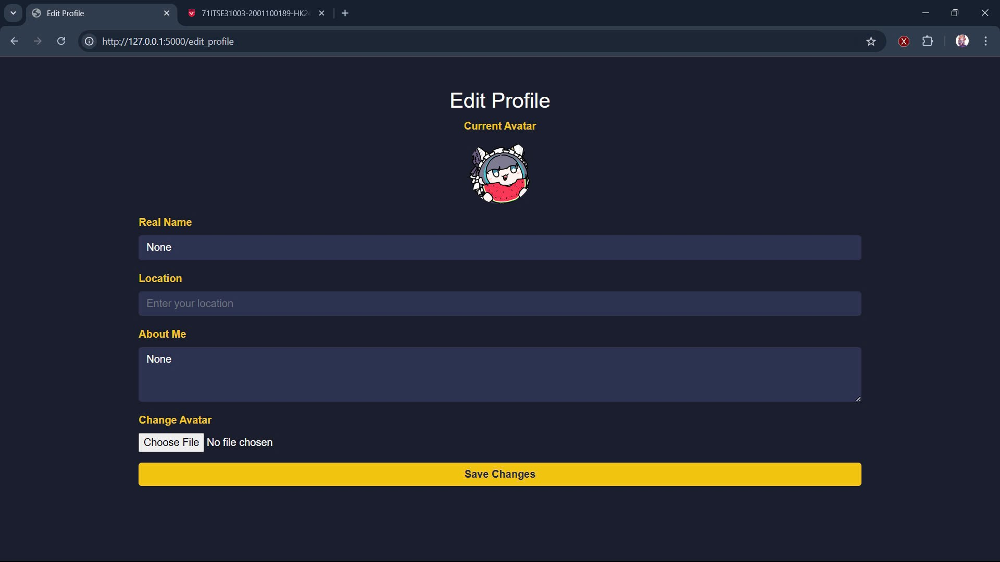 Edit Profile
71ITSE31003-2001100189-HK2
http://127.0.0.1:5000/edit_profile
X
Edit Profile
Current Avatar
Real Name
None
Location
Enter your location
About Me
None
Change Avatar
Choose File No file chosen
Save Changes